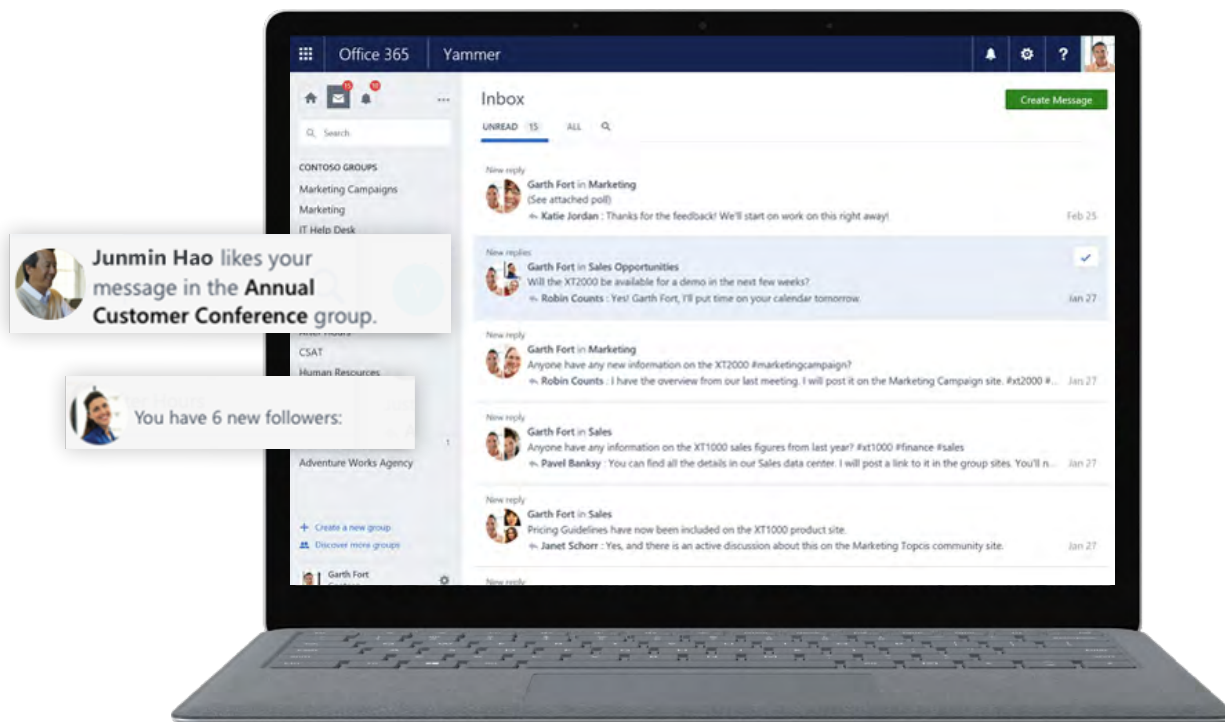 Office 365
Yammer
?
15
10
...
Search
CONTOSO GROUPS
Marketing Campaigns
Marketing
IT Help Desk
Junmin Hao likes your
message in the Annual
Customer Conference group.
After Hours
CSAT
Human Resources
You have 6 new followers:
1
Adventure Works Agency
+ Create a new group
Discover more groups
Garth Fort
Inbox
Create Message
UNREAD 15 ALL
New reply
Garth Fort in Marketing
(See attached poll)
Katie Jordan : Thanks for the feedback! We'll start on work on this right away! Feb 25
New replies
Garth Fort in Sales Opportunities
Will the XT2000 be available for a demo in the next few weeks?
Robin Counts : Yes! Garth Fort, I'll put time on your calendar tomorrow. Jan 27
New reply
Garth Fort in Marketing
Anyone have any new information on the XT2000 #marketingcampaign?
Robin Counts : I have the overview from our last meeting. I will post it on the Marketing Campaign site. #xt2000 #... Jan 27
New reply
Garth Fort in Sales
Anyone have any information on the XT1000 sales figures from last year? #xt1000 #finance #sales
Pavel Banksy : You can find all the details in our Sales data center. I will post a link to it in the group sites. You'll n... Jan 27
New reply
Garth Fort in Sales
Pricing Guidelines have now been included on the XT1000 product site.
Janet Schorr : Yes, and there is an active discussion about this on the Marketing Topcis community site. Jan 27
New reply